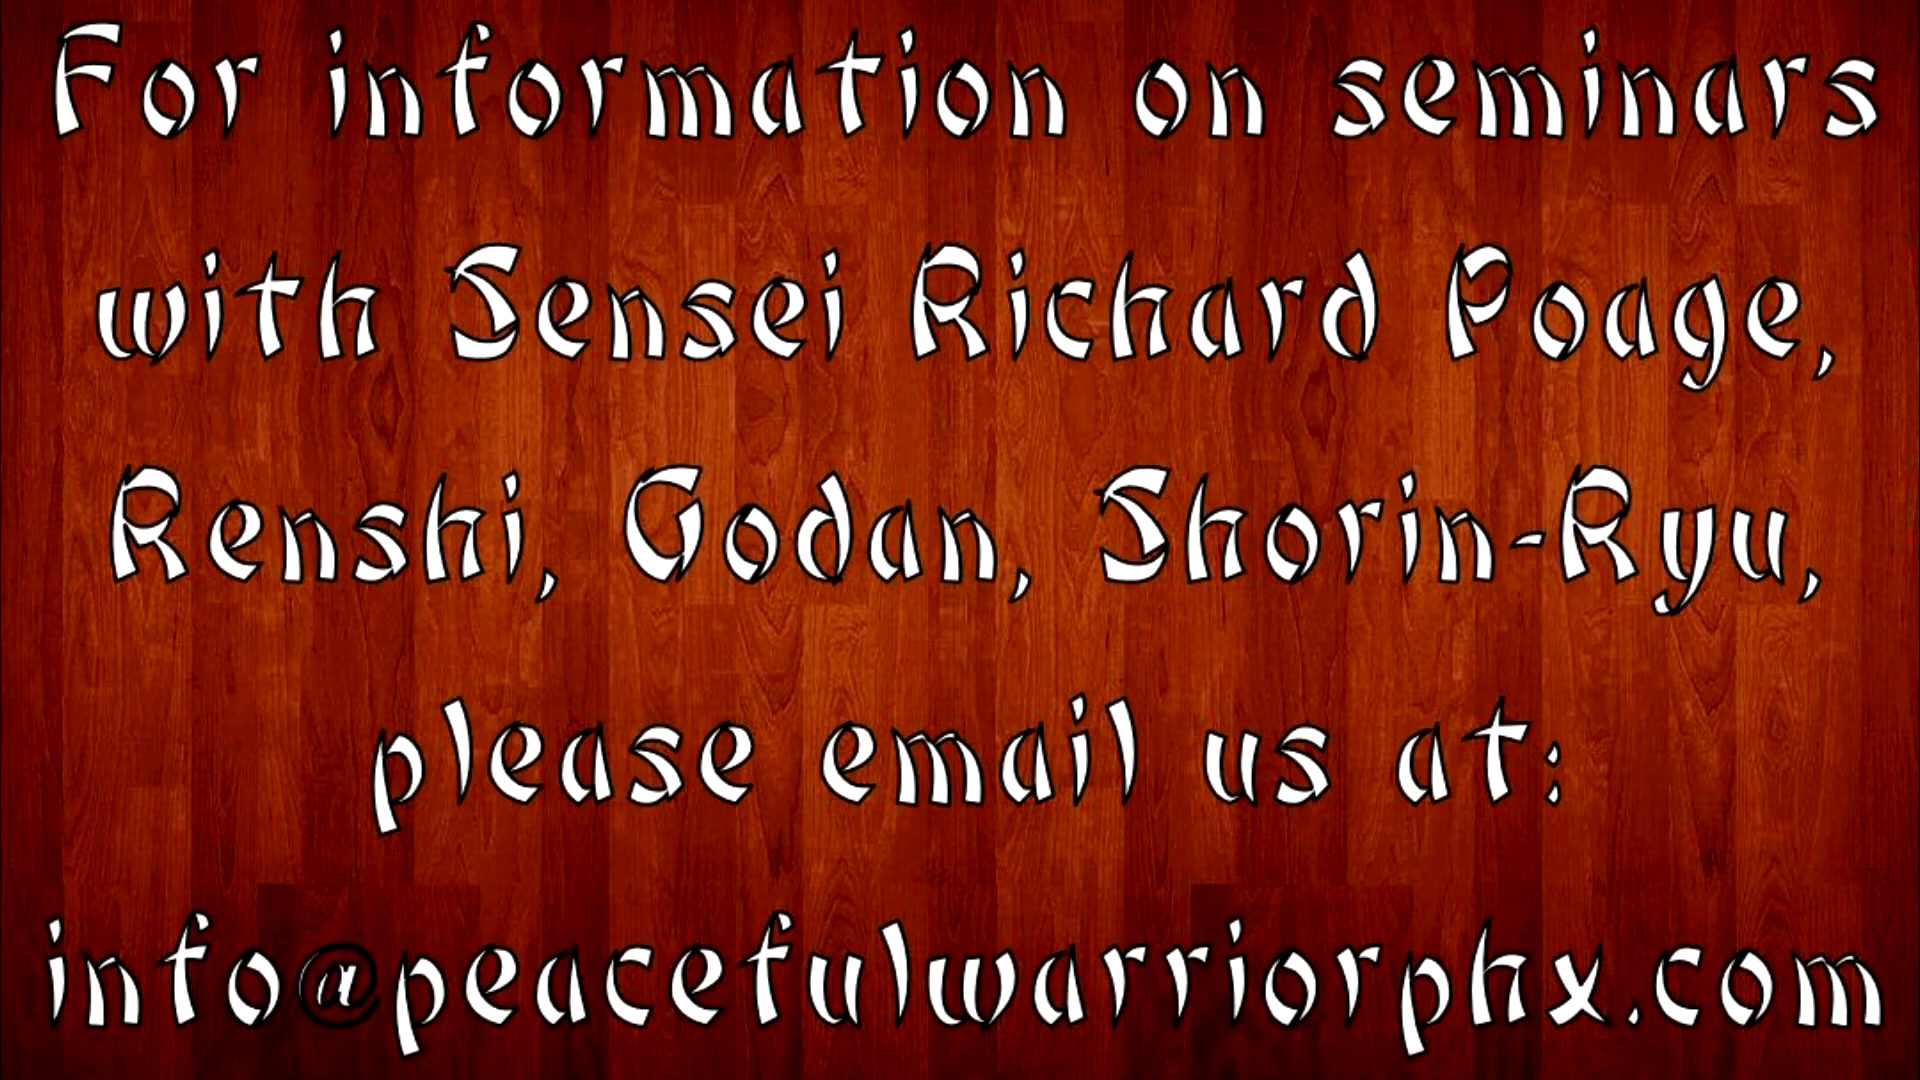 For information on seminars
with Sensei Richard Poage,
Renshi, Godan, Shorin-Ryu,
please email us at:
info@peacefulwarriorphx.com